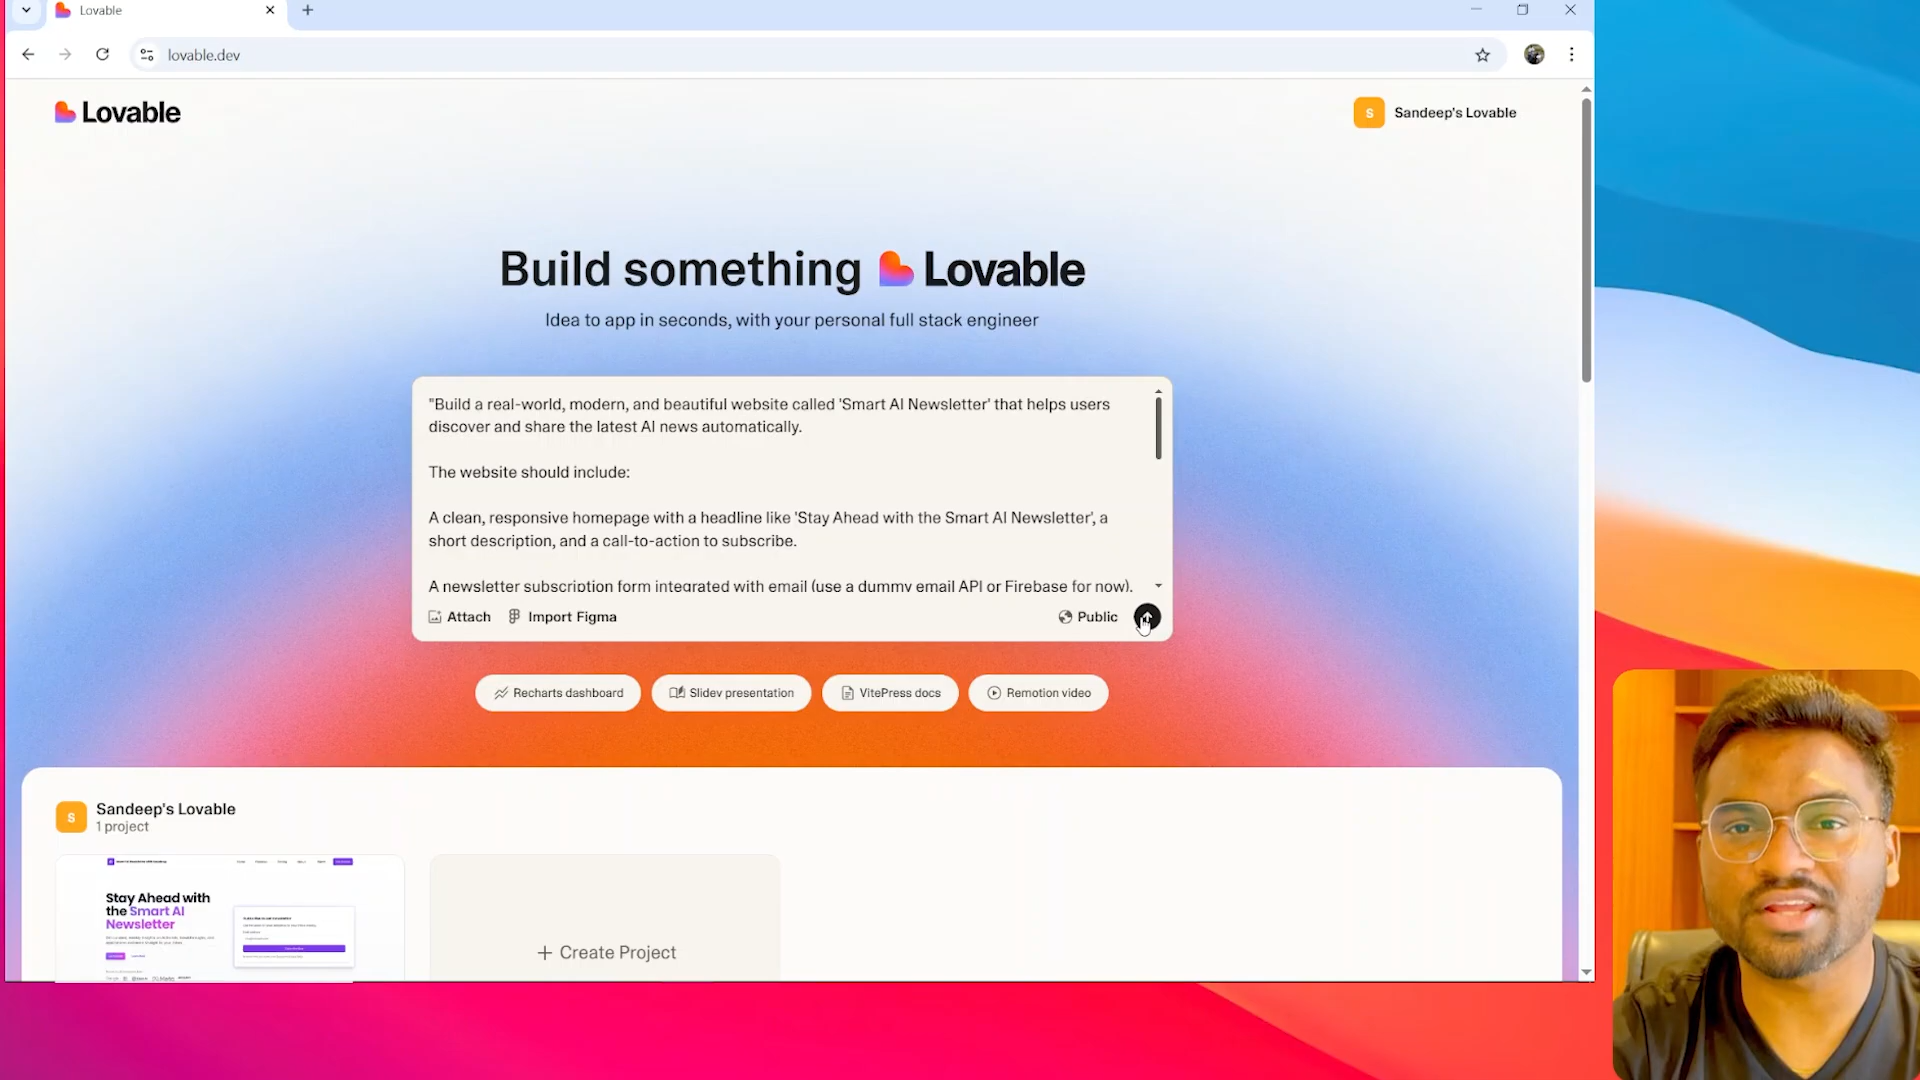 Lovable
lovable.dev
Lovable
S
Sandeep's Lovable
Build something Lovable
Idea to app in seconds, with your personal full stack engineer
"Build a real-world, modern, and beautiful website called 'Smart AI Newsletter' that helps users
discover and share the latest AI news automatically.
The website should include:
A clean, responsive homepage with a headline like 'Stay Ahead with the Smart AI Newsletter', a
short description, and a call-to-action to subscribe.
A newsletter subscription form integrated with email (use a dummy email API or Firebase for now).
Attach
Import Figma
Public
Recharts dashboard
Slidev presentation
VitePress docs
Remotion video
S
Sandeep's Lovable
1 project
Stay Ahead with
the Smart AI
Newsletter
+ Create Project